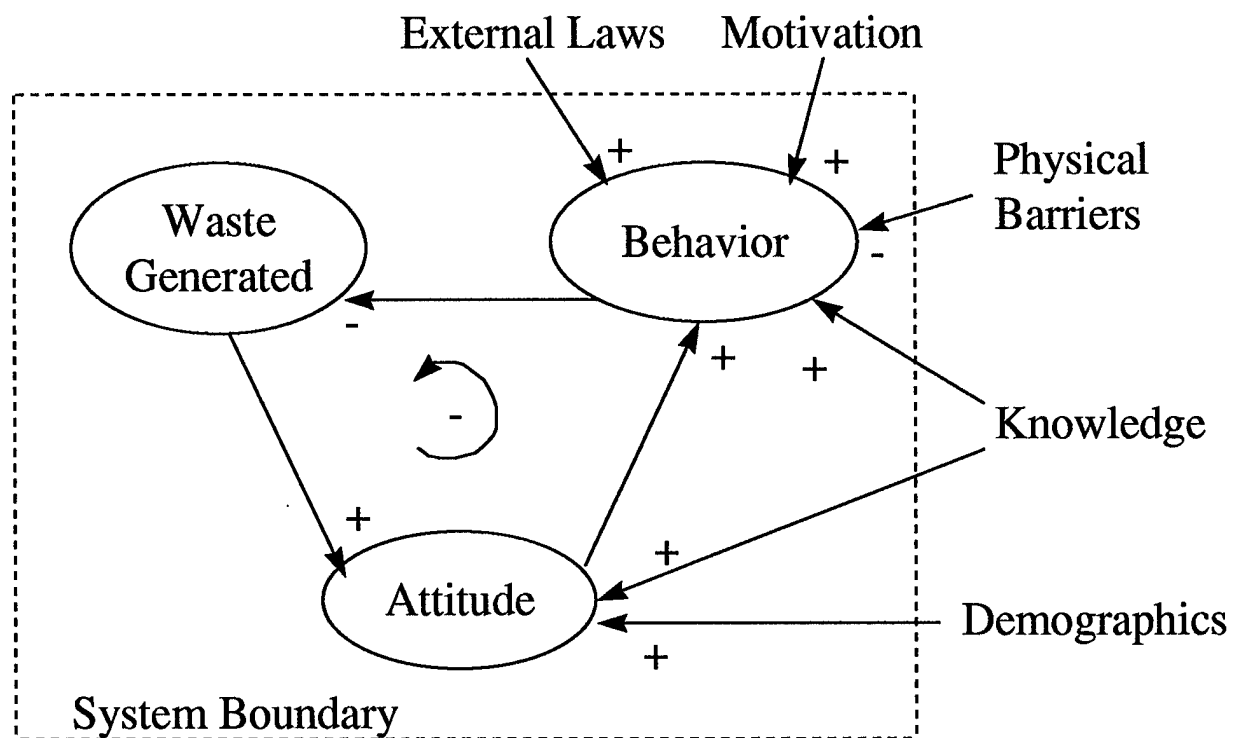 External Laws
Motivation
+
+
Physical
Barriers
Waste
Generated
Behavior
-
-
+
+
-
Knowledge
+
+
Attitude
Demographics
+
System Boundary